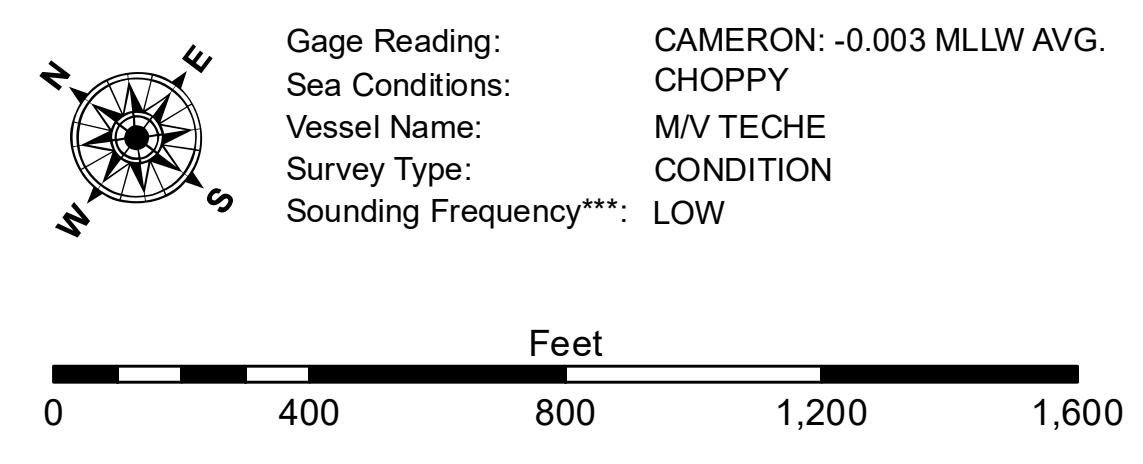 N
E
W
S
Gage Reading: CAMERON: -0.003 MLLW AVG.
Sea Conditions: CHOPPY
Vessel Name: M/V TECHE
Survey Type: CONDITION
Sounding Frequency***: LOW
Feet
0 400 800 1,200 1,600